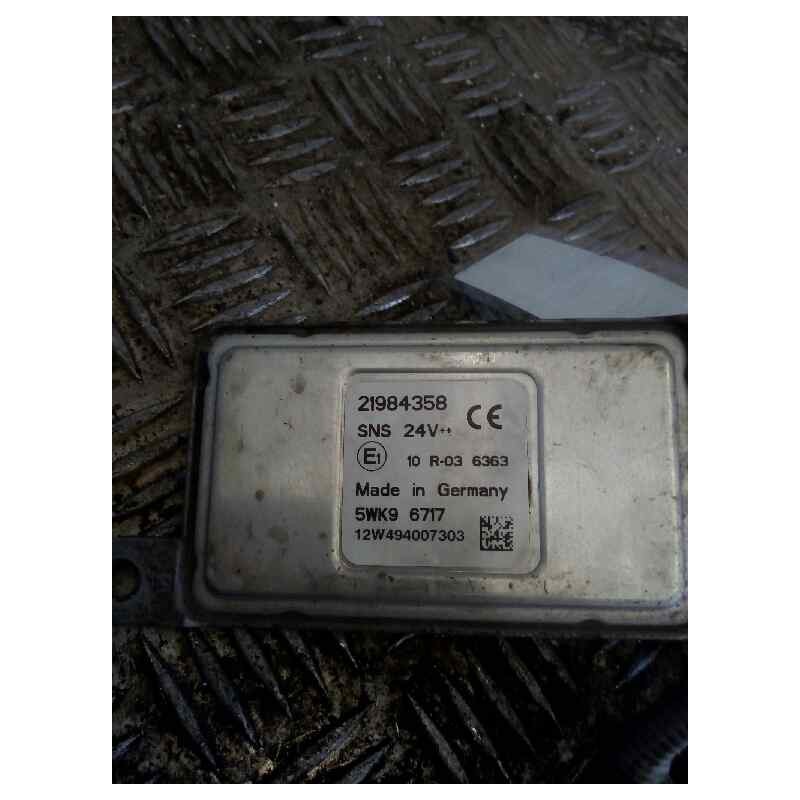 21984358
SNS 24V++ CE
E1 10 R-03 6363
Made in Germany
5WK9 6717
12W494007303